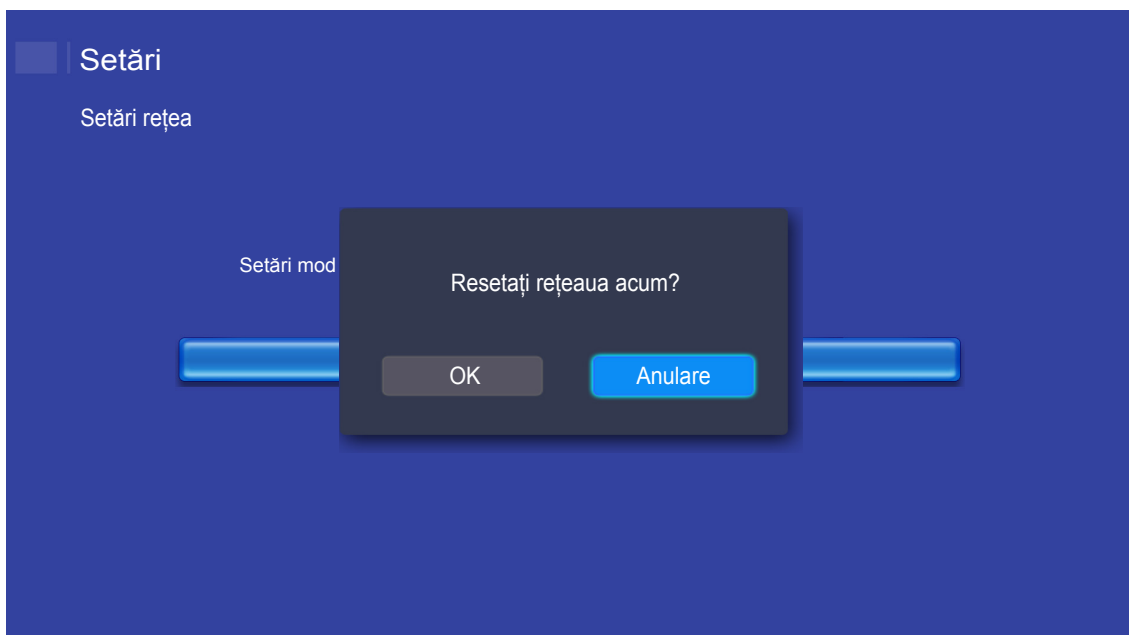 Setări
Setări rețea
Setări mod
Resetați rețeaua acum?
OK
Anulare